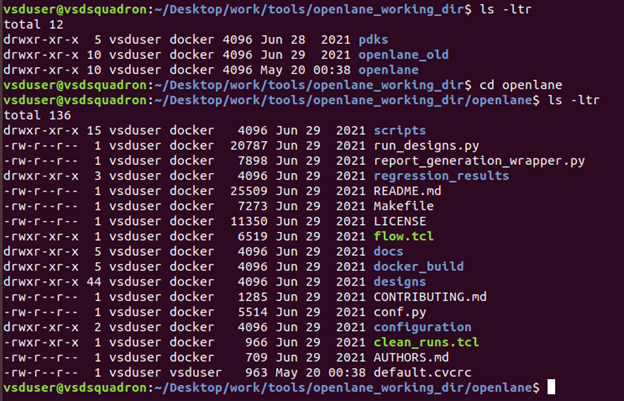 vsduser@vsdsquadron:~/Desktop/work/tools/openlane_working_dir$ ls -ltr
total 12
drwxr-xr-x  5 vsduser docker 4096 Jun 28  2021 pdks
drwxr-xr-x 10 vsduser docker 4096 Jun 29  2021 openlane_old
drwxr-xr-x 10 vsduser docker 4096 May 20 00:38 openlane
vsduser@vsdsquadron:~/Desktop/work/tools/openlane_working_dir$ cd openlane
vsduser@vsdsquadron:~/Desktop/work/tools/openlane_working_dir/openlane$ ls -ltr
total 136
drwxr-xr-x 15 vsduser docker   4096 Jun 29  2021 scripts
-rw-r--r--  1 vsduser docker  20787 Jun 29  2021 run_designs.py
-rw-r--r--  1 vsduser docker   7898 Jun 29  2021 report_generation_wrapper.py
drwxr-xr-x  3 vsduser docker   4096 Jun 29  2021 regression_results
-rw-r--r--  1 vsduser docker  25509 Jun 29  2021 README.md
-rw-r--r--  1 vsduser docker   7273 Jun 29  2021 Makefile
-rw-r--r--  1 vsduser docker  11350 Jun 29  2021 LICENSE
-rwxr-xr-x  1 vsduser docker   6519 Jun 29  2021 flow.tcl
drwxr-xr-x  5 vsduser docker   4096 Jun 29  2021 docs
drwxr-xr-x  5 vsduser docker   4096 Jun 29  2021 docker_build
drwxr-xr-x 44 vsduser docker   4096 Jun 29  2021 designs
-rw-r--r--  1 vsduser docker   1285 Jun 29  2021 CONTRIBUTING.md
-rw-r--r--  1 vsduser docker   5514 Jun 29  2021 conf.py
drwxr-xr-x  2 vsduser docker   4096 Jun 29  2021 configuration
-rwxr-xr-x  1 vsduser docker    966 Jun 29  2021 clean_runs.tcl
-rw-r--r--  1 vsduser docker    709 Jun 29  2021 AUTHORS.md
-rw-r--r--  1 vsduser vsduser   963 May 20 00:38 default.cvcrc
vsduser@vsdsquadron:~/Desktop/work/tools/openlane_working_dir/openlane$